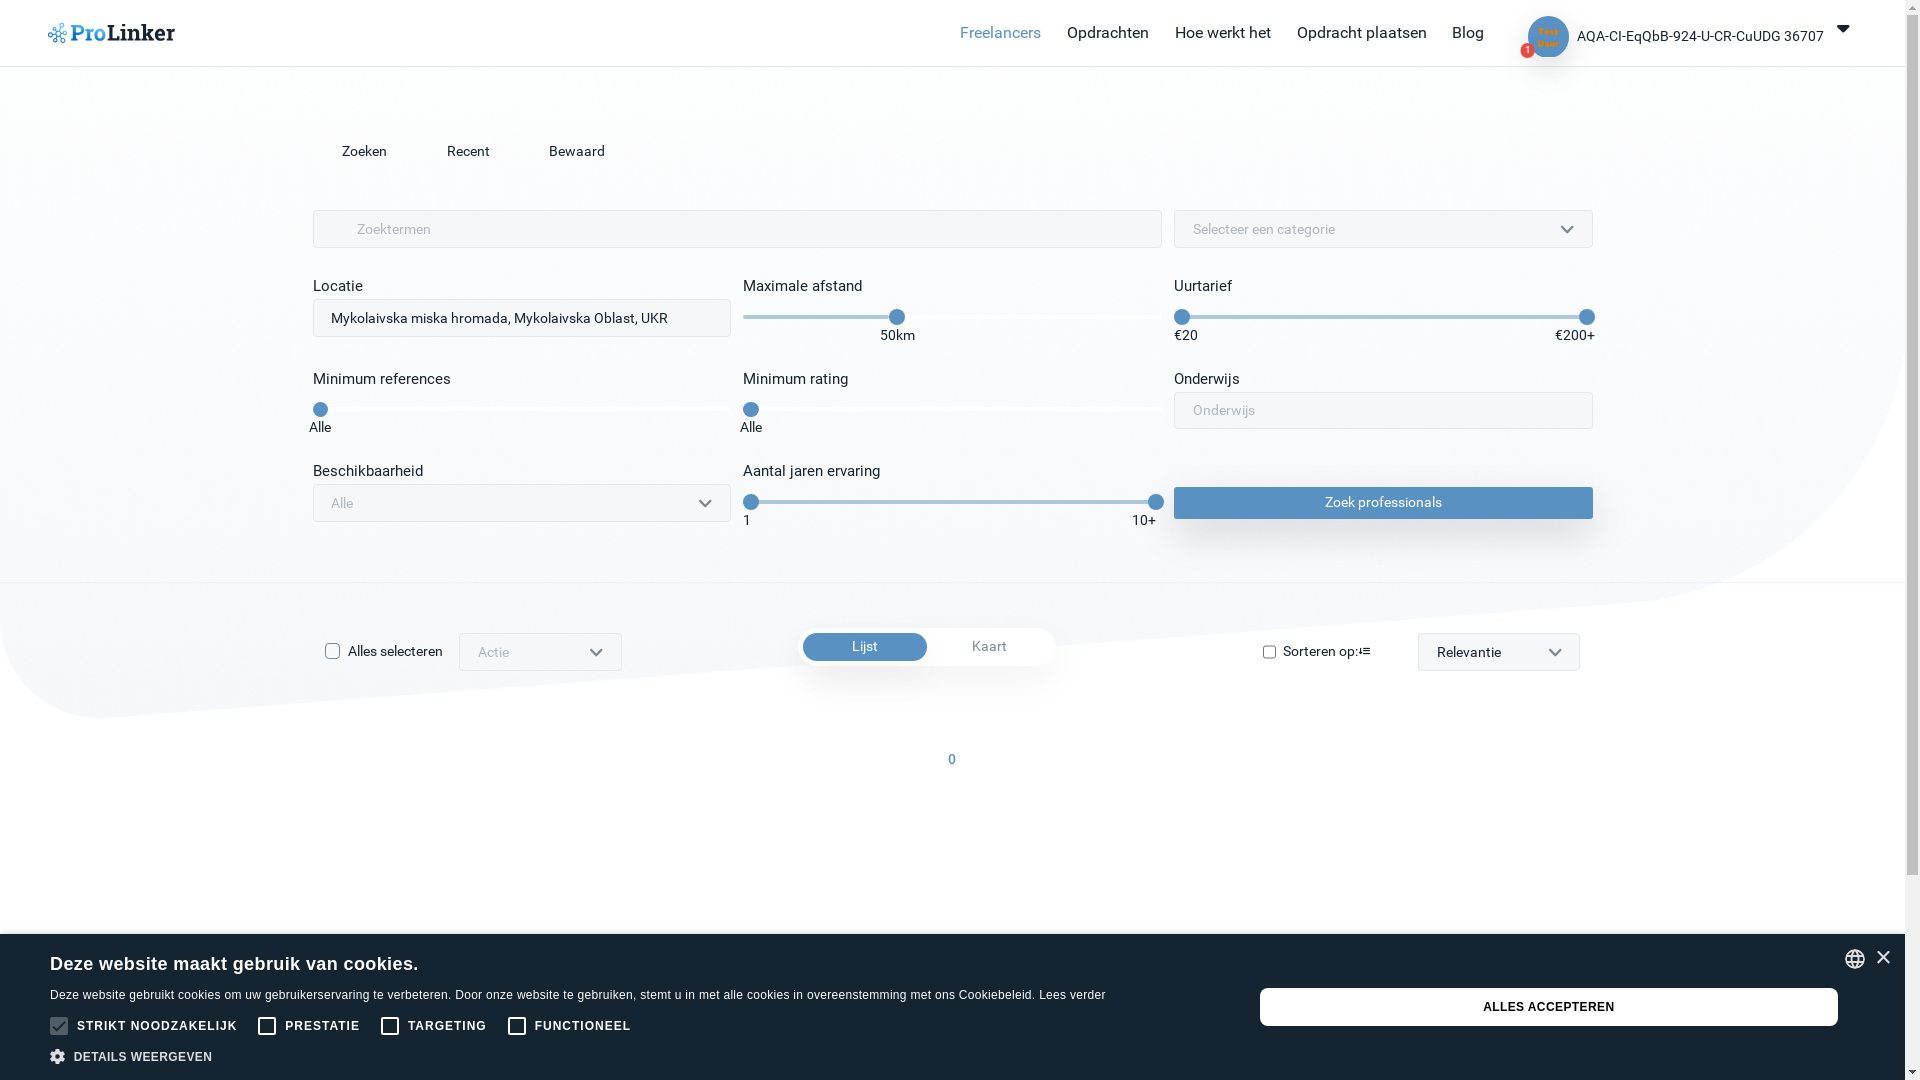 ProLinker
Freelancers Opdrachten Hoe werkt het Opdracht plaatsen Blog
Test
User
1
AQA-CI-EqQbB-924-U-CR-CuUDG 36707
Zoeken Recent Bewaard
Zoektermen Selecteer een categorie
Locatie Maximale afstand Uurtarief
Mykolaivska miska hromada, Mykolaivska Oblast, UKR
50km €20 €200+
Minimum references Minimum rating Onderwijs
Onderwijs
Alle Alle
Beschikbaarheid Aantal jaren ervaring
Alle Zoek professionals
1 10+
Alles selecteren Actie Lijst Kaart Sorteren op: Relevantie
0
Deze website maakt gebruik van cookies.
Deze website gebruikt cookies om uw gebruikerservaring te verbeteren. Door onze website te gebruiken, stemt u in met alle cookies in overeenstemming met ons Cookiebeleid. Lees verder
ALLES ACCEPTEREN
STRIKT NOODZAKELIJK PRESTATIE TARGETING FUNCTIONEEL
DETAILS WEERGEVEN